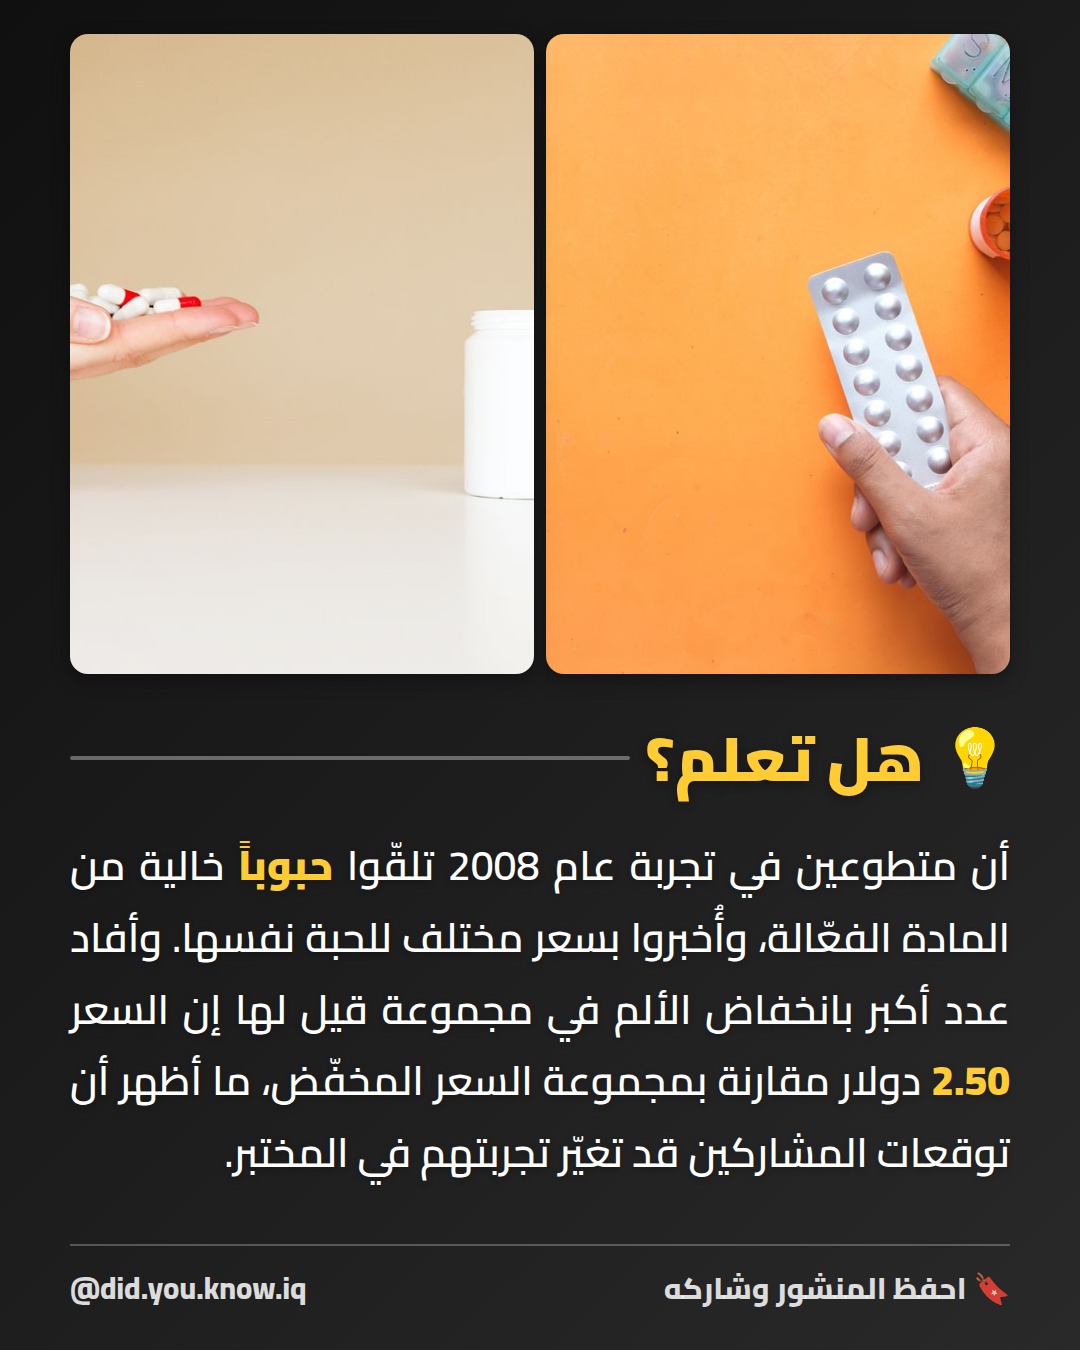 هل تعلم؟
أن متطوعين في تجربة عام 2008 تلقّوا حبوباً خالية من
المادة الفعّالة، وأُخبروا بسعر مختلف للحبة نفسها. وأفاد
عدد أكبر بانخفاض الألم في مجموعة قيل لها إن السعر
2.50 دولار مقارنة بمجموعة السعر المخفّض، ما أظهر أن
توقعات المشاركين قد تغيّر تجربتهم في المختبر.
احفظ المنشور وشاركه
@did.you.know.iq